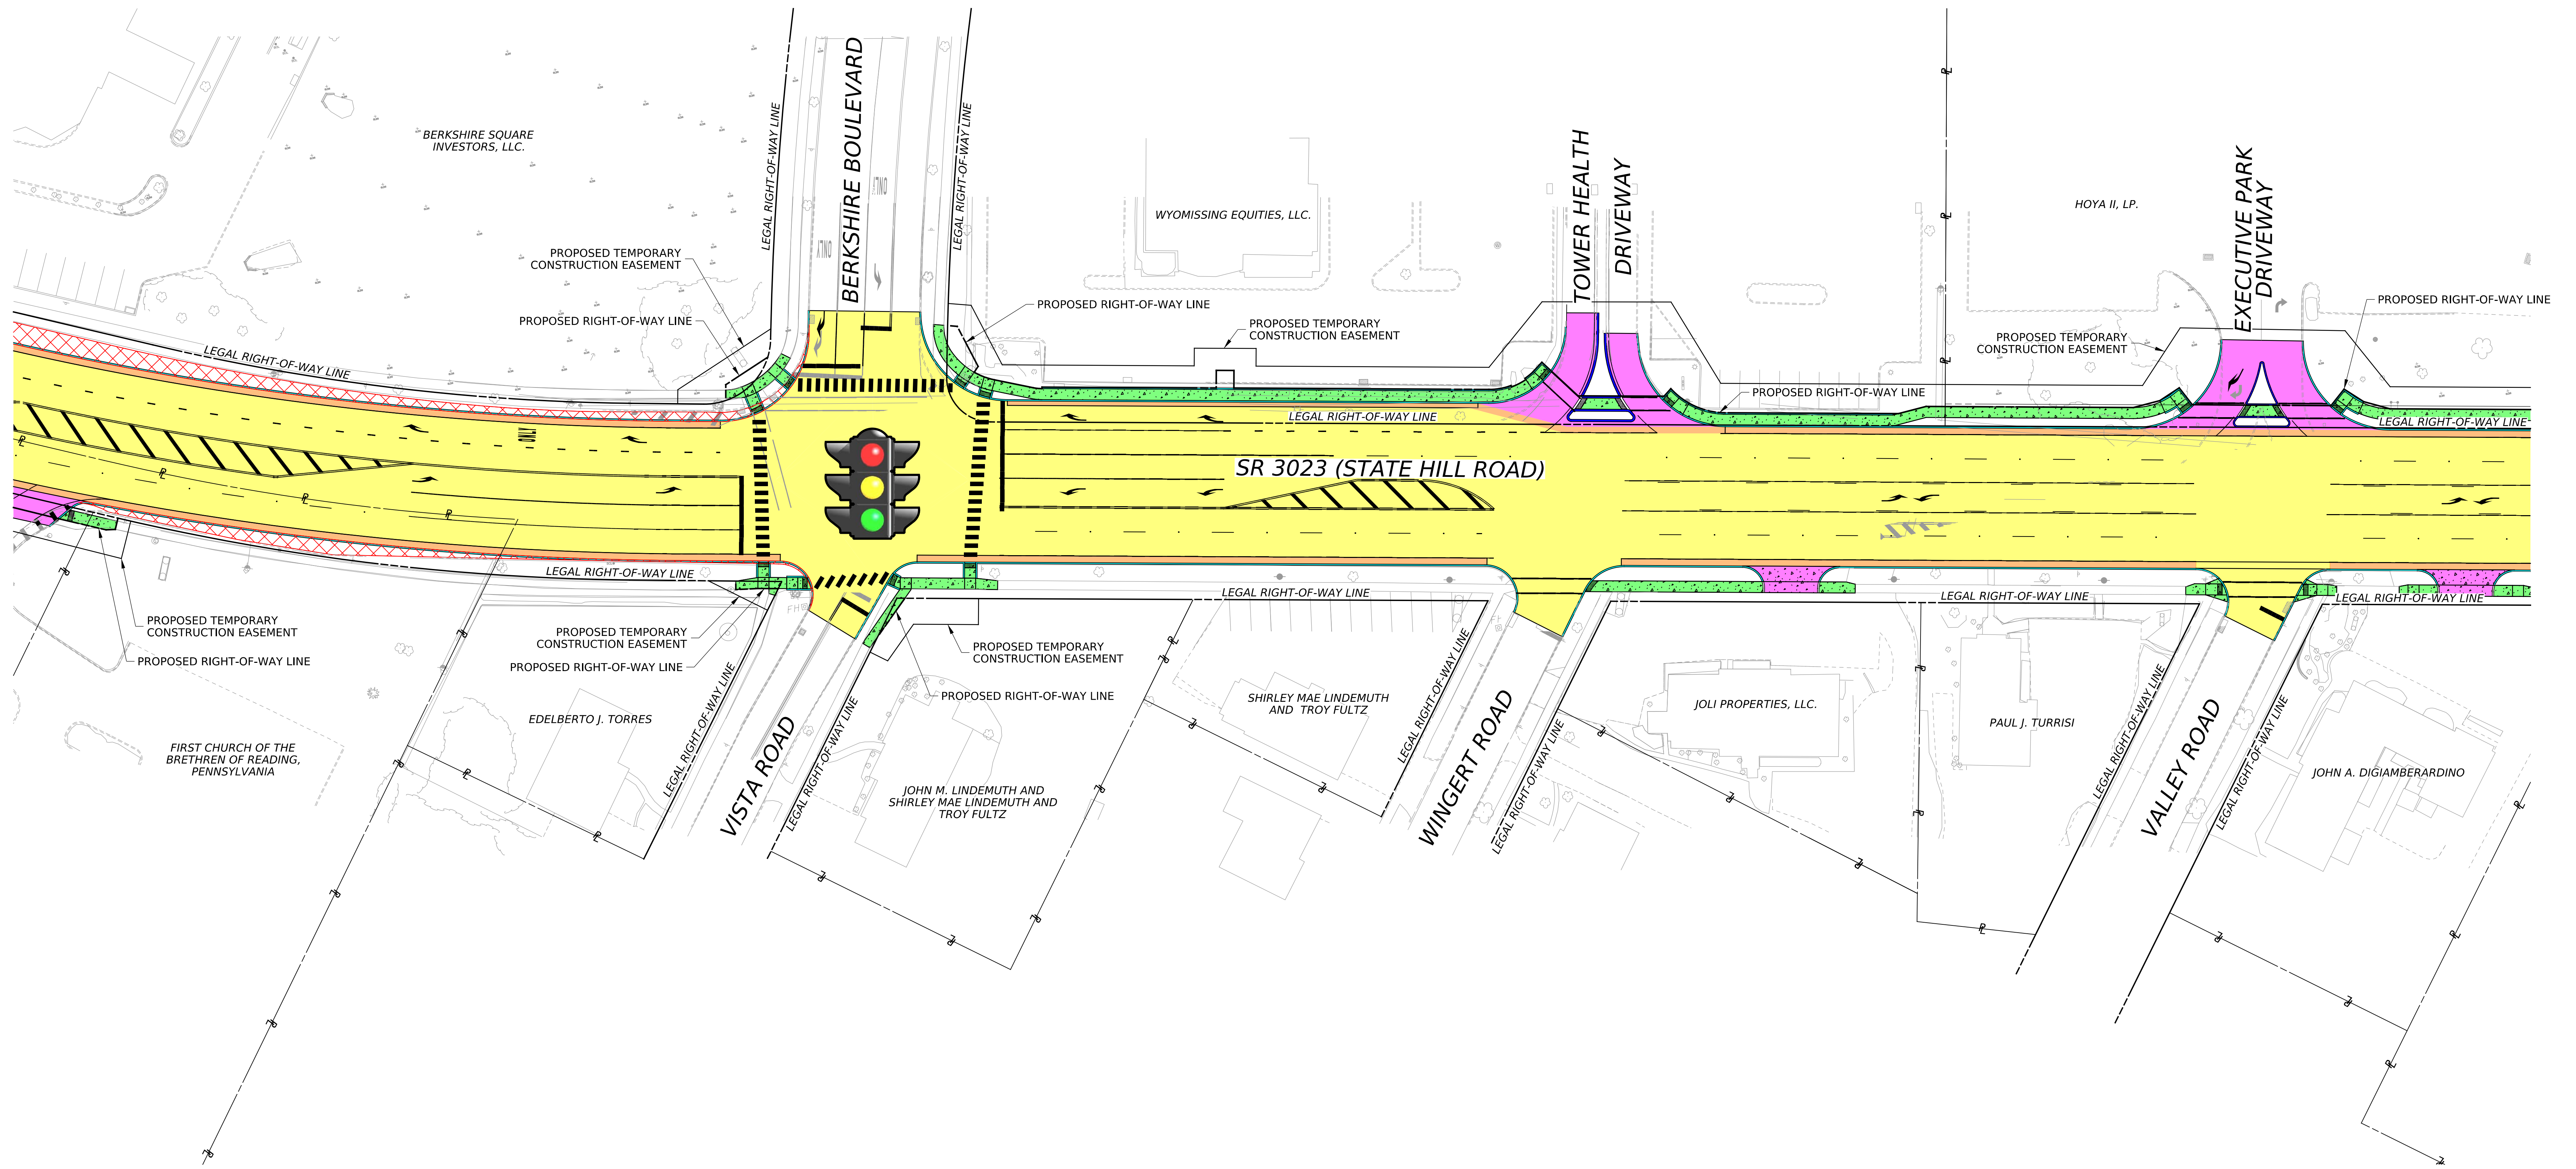 BERKSHIRE SQUARE
INVESTORS, LLC.
LEGAL RIGHT-OF-WAY LINE
BERKSHIRE BOULEVARD
LEGAL RIGHT-OF-WAY LINE
ONLY
ONLY
WYOMISSING EQUITIES, LLC.
TOWER HEALTH
DRIVEWAY
HOYA II, LP.
EXECUTIVE PARK
DRIVEWAY
PROPOSED TEMPORARY
CONSTRUCTION EASEMENT
PROPOSED RIGHT-OF-WAY LINE
PROPOSED RIGHT-OF-WAY LINE
PROPOSED TEMPORARY
CONSTRUCTION EASEMENT
PROPOSED TEMPORARY
CONSTRUCTION EASEMENT
PROPOSED RIGHT-OF-WAY LINE
LEGAL RIGHT-OF-WAY LINE
PROPOSED RIGHT-OF-WAY LINE
LEGAL RIGHT-OF-WAY LINE
LEGAL RIGHT-OF-WAY LINE
SR 3023 (STATE HILL ROAD)
LEGAL RIGHT-OF-WAY LINE
LEGAL RIGHT-OF-WAY LINE
LEGAL RIGHT-OF-WAY LINE
LEGAL RIGHT-OF-WAY LINE
PROPOSED TEMPORARY
CONSTRUCTION EASEMENT
PROPOSED RIGHT-OF-WAY LINE
PROPOSED TEMPORARY
CONSTRUCTION EASEMENT
PROPOSED RIGHT-OF-WAY LINE
FH
PROPOSED TEMPORARY
CONSTRUCTION EASEMENT
PROPOSED RIGHT-OF-WAY LINE
FIRST CHURCH OF THE
BRETHREN OF READING,
PENNSYLVANIA
EDELBERTO J. TORRES
LEGAL RIGHT-OF-WAY LINE
VISTA ROAD
LEGAL RIGHT-OF-WAY LINE
JOHN M. LINDEMUTH AND
SHIRLEY MAE LINDEMUTH AND
TROY FULTZ
SHIRLEY MAE LINDEMUTH
AND TROY FULTZ
LEGAL RIGHT-OF-WAY LINE
WINGERT ROAD
LEGAL RIGHT-OF-WAY LINE
JOLI PROPERTIES, LLC.
PAUL J. TURRISI
LEGAL RIGHT-OF-WAY LINE
VALLEY ROAD
LEGAL RIGHT-OF-WAY LINE
JOHN A. DIGIAMBERARDINO